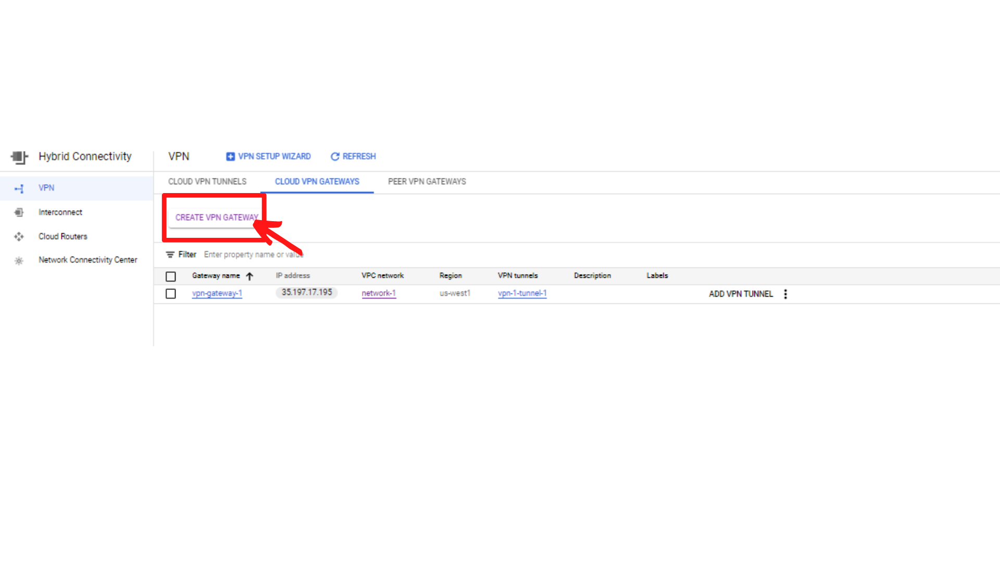 Hybrid Connectivity
VPN
VPN SETUP WIZARD
REFRESH
VPN
Interconnect
Cloud Routers
Network Connectivity Center
CLOUD VPN TUNNELS
CLOUD VPN GATEWAYS
PEER VPN GATEWAYS
CREATE VPN GATEWAY
Filter Enter property name or value
Gateway name IP address VPC network Region VPN tunnels Description Labels
vpn-gateway-1 35.197.17.195 network-1 us-west1 vpn-1-tunnel-1 ADD VPN TUNNEL